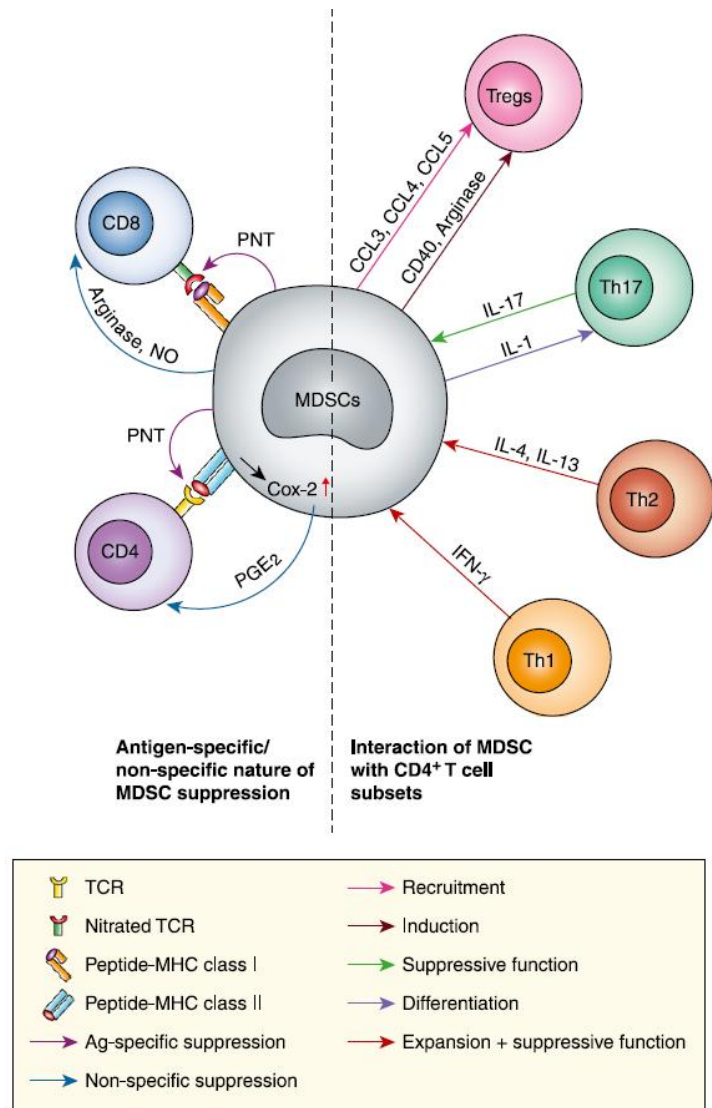 Tregs
CCL3, CCL4, CCL5
CD40, Arginase
CD8
PNT
Arginase, NO
Th17
IL-17
IL-1
MDSCs
PNT
IL-4, IL-13
Cox-2
Th2
CD4
PGE₂
IFN-γ
Th1
Antigen-specific/
non-specific nature of
MDSC suppression
Interaction of MDSC
with CD4⁺ T cell
subsets
TCR
Nitrated TCR
Peptide-MHC class I
Peptide-MHC class II
Ag-specific suppression
Non-specific suppression
Recruitment
Induction
Suppressive function
Differentiation
Expansion + suppressive function